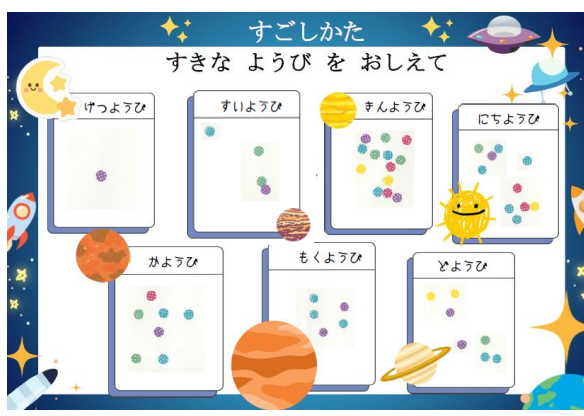 すごしかた
すきな ようび を おしえて
げつようび
すいようび
きんようび
にちようび
かようび
もくようび
どようび